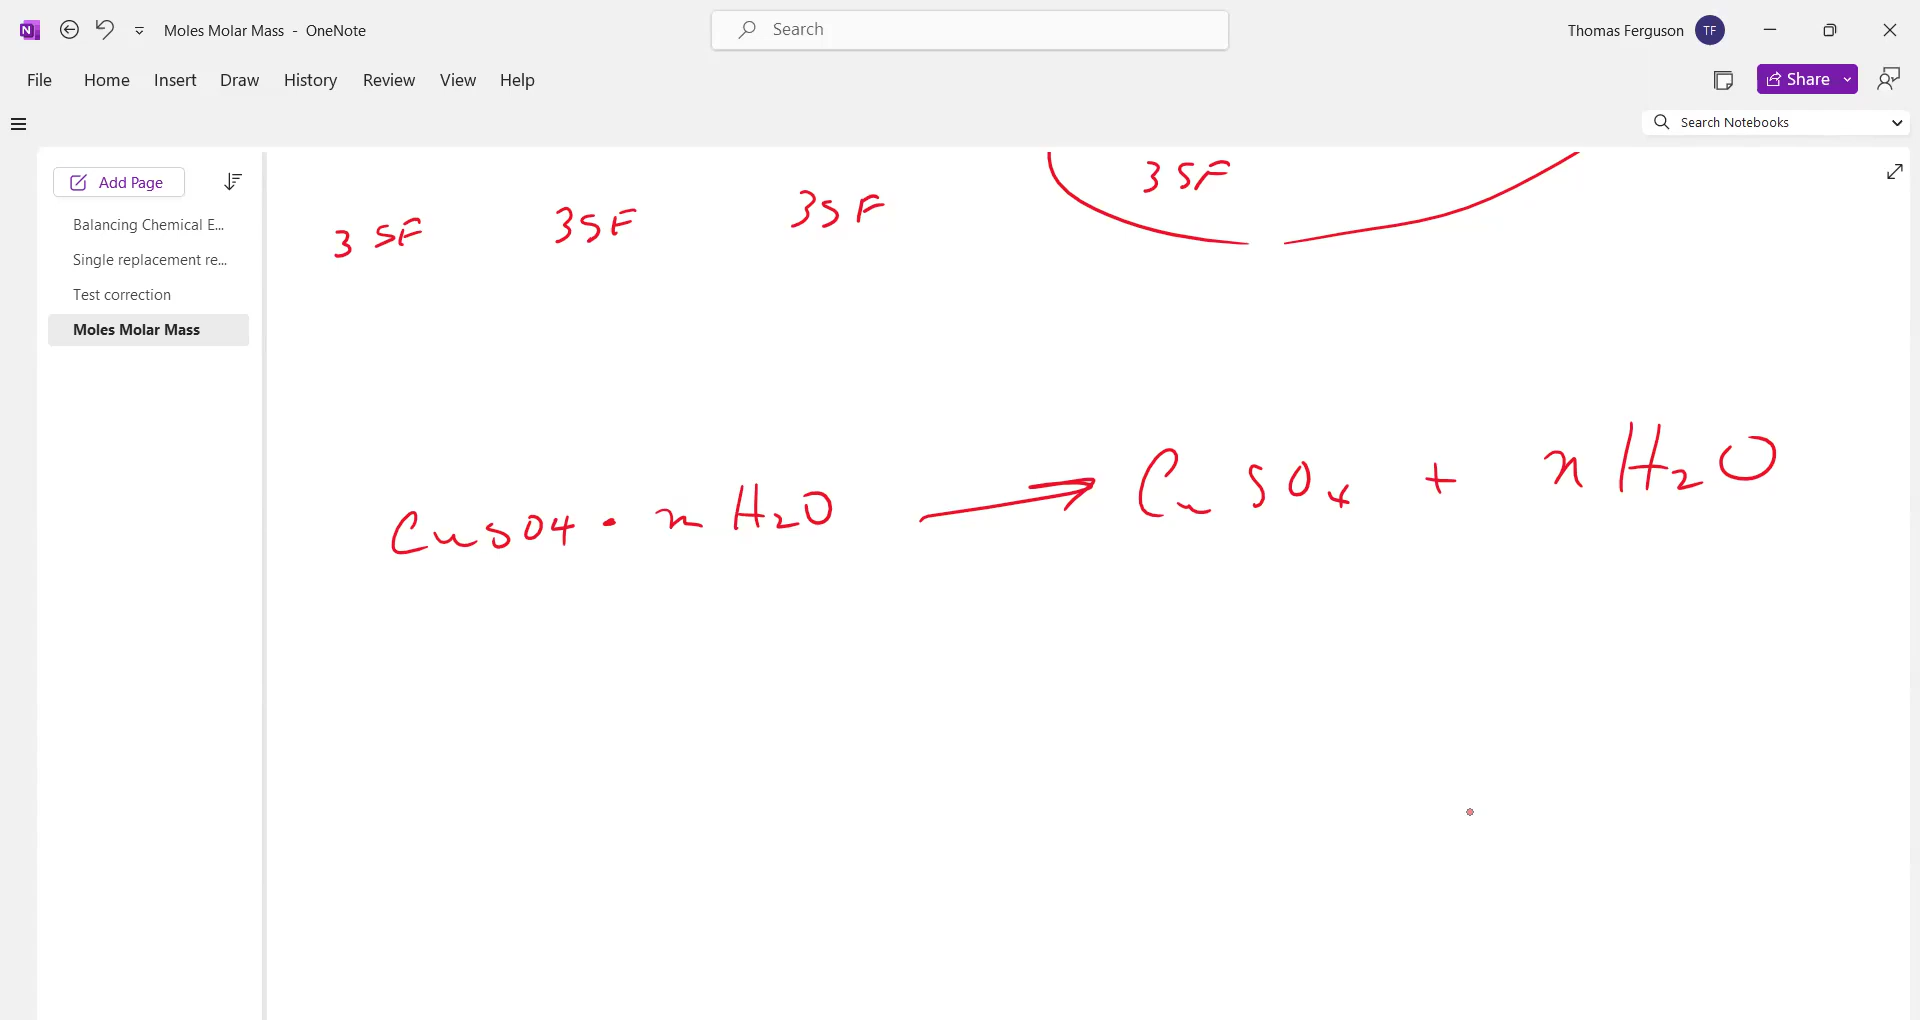 Moles Molar Mass - OneNote
Search
Thomas Ferguson
TF
File Home Insert Draw History Review View Help
Share
Search Notebooks
Add Page
Balancing Chemical E...
Single replacement re...
Test correction
Moles Molar Mass
3 SF 3 SF 3 SF 3 SF
CuSO4 • x H₂O → CuSO₄ + x H₂O